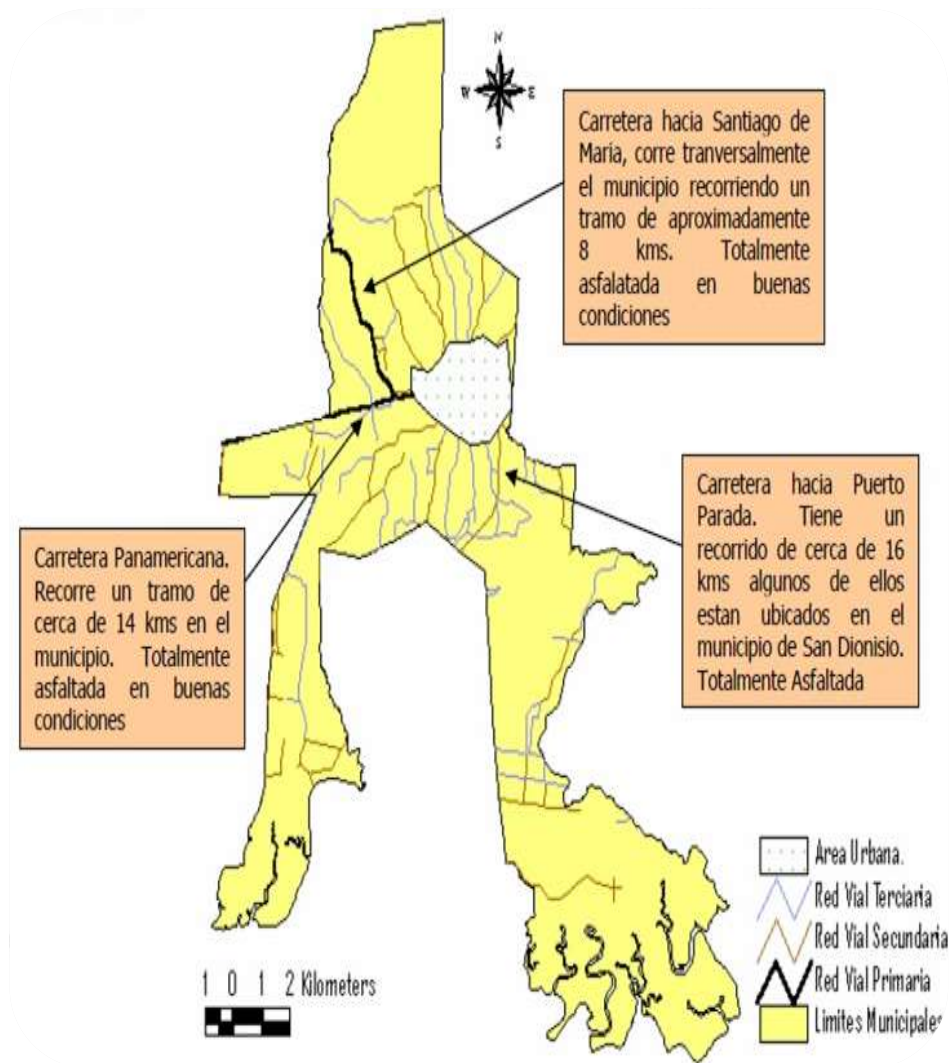 N
W E
S
Carretera hacia Santiago de
Maria, corre tranversalmente
el municipio recorriendo un
tramo de aproximadamente
8 kms. Totalmente
asfalatada en buenas
condiciones
Carretera hacia Puerto
Parada. Tiene un
recorrido de cerca de 16
kms algunos de ellos
estan ubicados en el
municipio de San Dionisio.
Totalmente Asfaltada
Carretera Panamericana.
Recorre un tramo de
cerca de 14 kms en el
municipio. Totalmente
asfaltada en buenas
condiciones
Area Urbana.
Red Vial Terciaria
Red Vial Secundaria
Red Vial Primaria
Limites Municipales
1 0 1 2 Kilometers